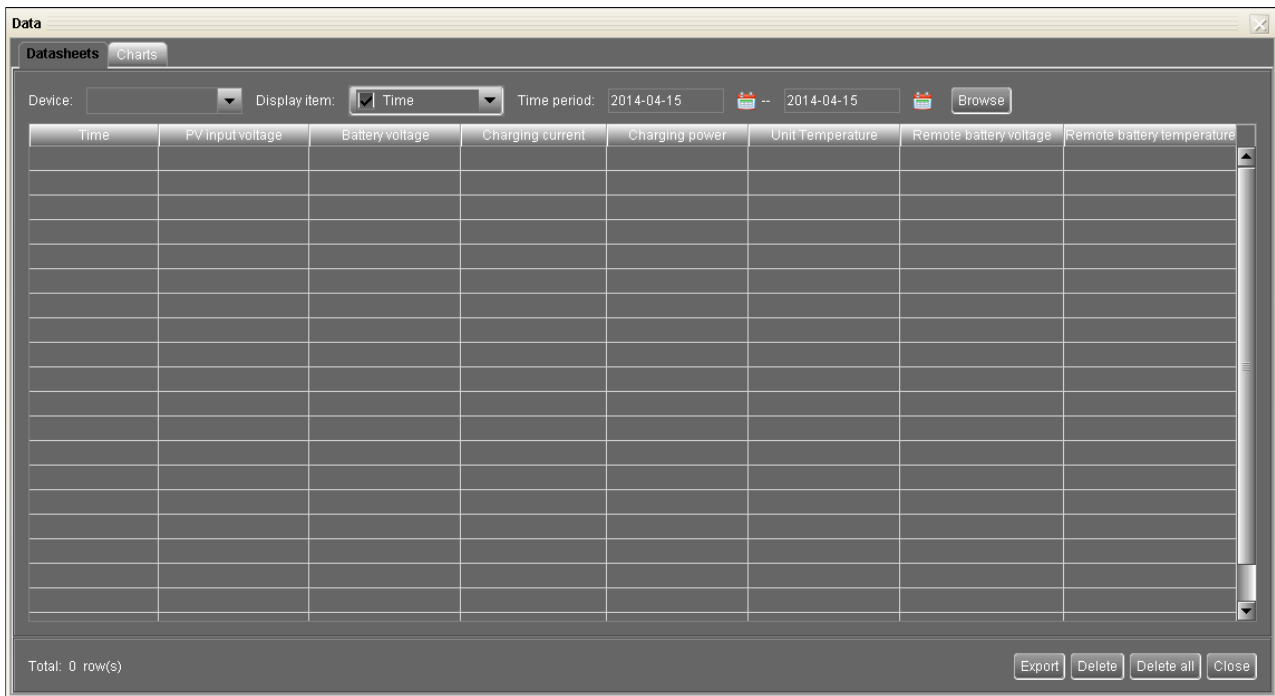 Data
Datasheets Charts
Device: Display item: Time Time period: 2014-04-15 -- 2014-04-15 Browse
Time PV input voltage Battery voltage Charging current Charging power Unit Temperature Remote battery voltage Remote battery temperature
Total: 0 row(s) Export Delete Delete all Close